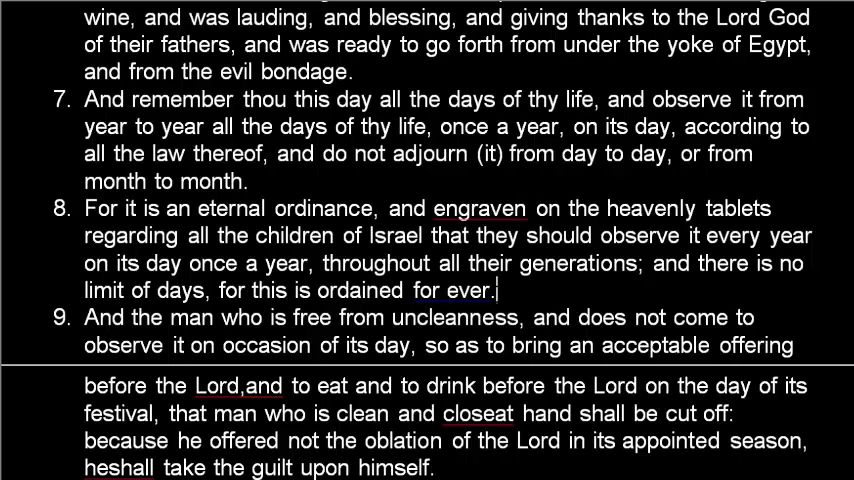 wine, and was lauding, and blessing, and giving thanks to the Lord God
of their fathers, and was ready to go forth from under the yoke of Egypt,
and from the evil bondage.
7. And remember thou this day all the days of thy life, and observe it from
year to year all the days of thy life, once a year, on its day, according to
all the law thereof, and do not adjourn (it) from day to day, or from
month to month.
8. For it is an eternal ordinance, and engraven on the heavenly tablets
regarding all the children of Israel that they should observe it every year
on its day once a year, throughout all their generations; and there is no
limit of days, for this is ordained for ever.
9. And the man who is free from uncleanness, and does not come to
observe it on occasion of its day, so as to bring an acceptable offering
before the Lord,and to eat and to drink before the Lord on the day of its
festival, that man who is clean and closeat hand shall be cut off:
because he offered not the oblation of the Lord in its appointed season,
heshall take the guilt upon himself.